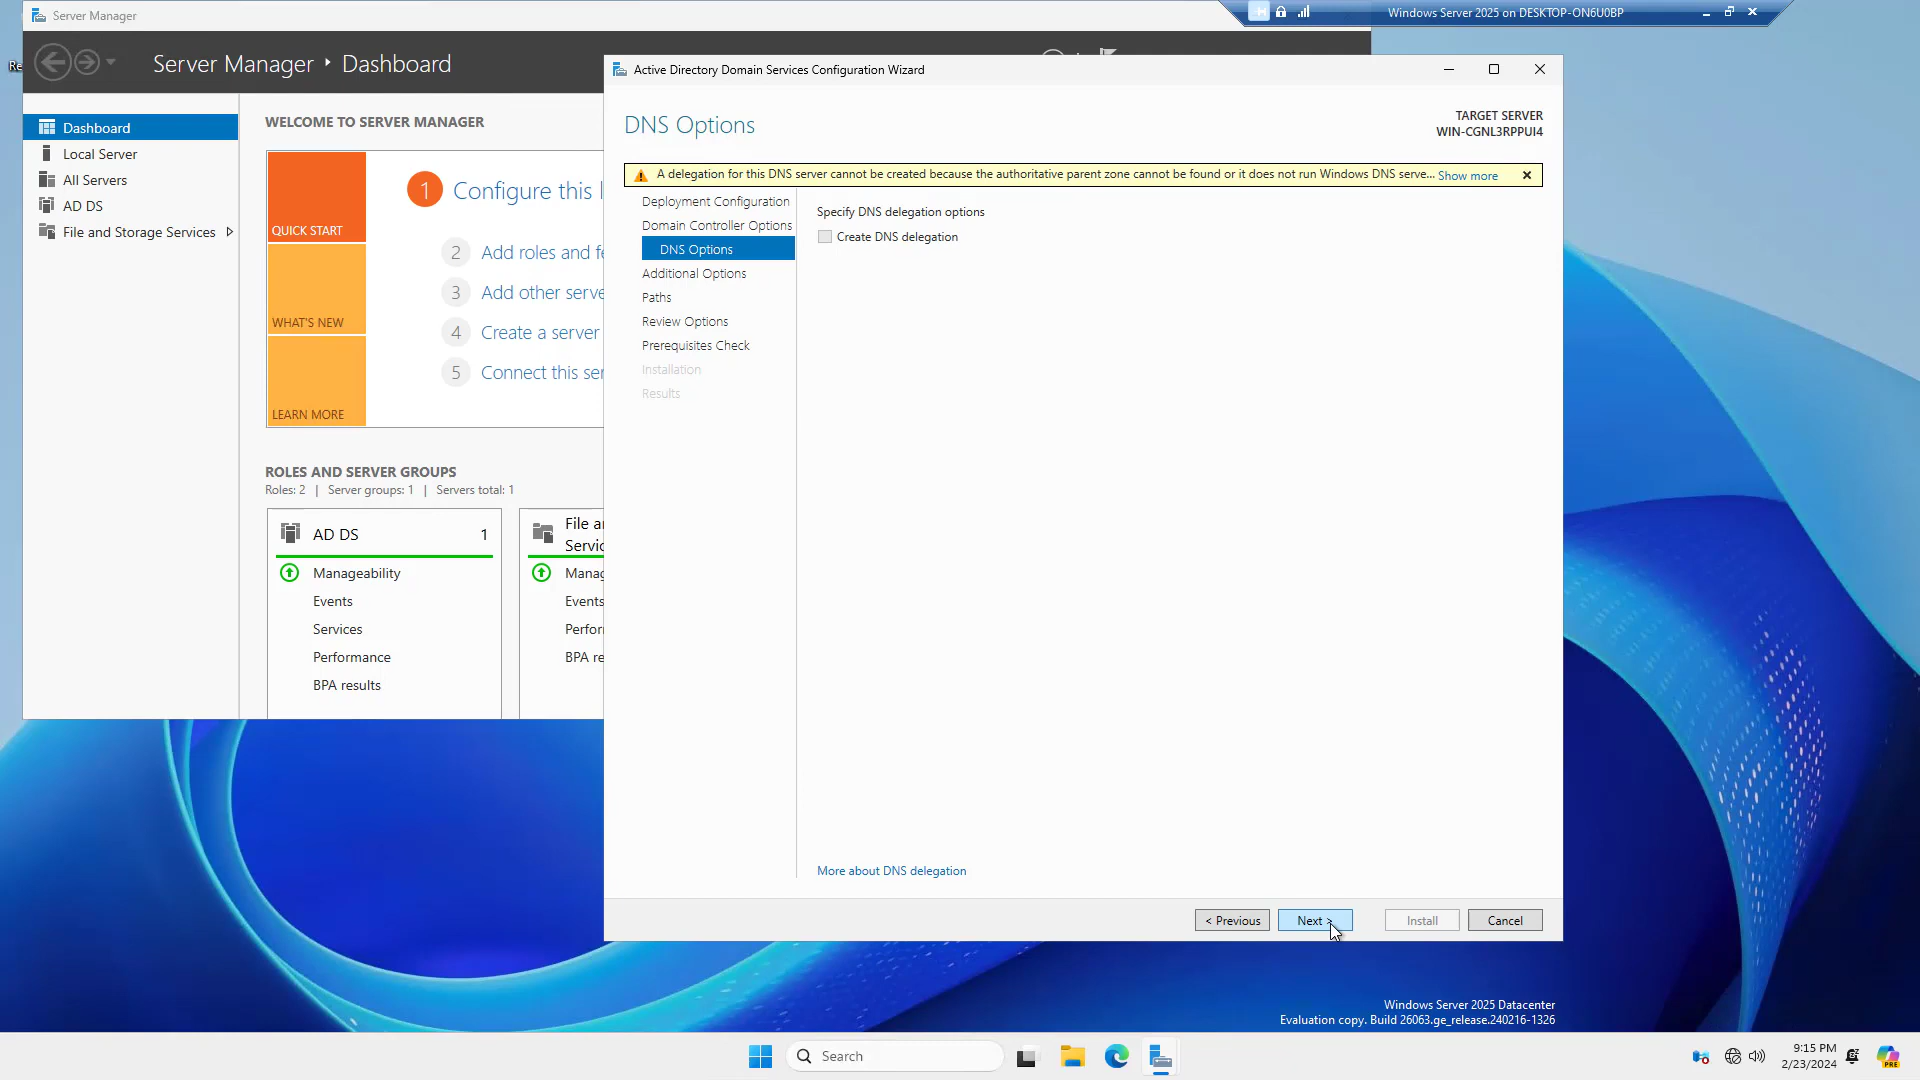 Server Manager
Windows Server 2025 on DESKTOP-ON6U0BP
Re
Server Manager
Dashboard
Dashboard
Local Server
All Servers
AD DS
File and Storage Services
WELCOME TO SERVER MANAGER
QUICK START
WHAT'S NEW
LEARN MORE
1 Configure this l
2 Add roles and fe
3 Add other serve
4 Create a server
5 Connect this ser
ROLES AND SERVER GROUPS
Roles: 2 | Server groups: 1 | Servers total: 1
AD DS 1
Manageability
Events
Services
Performance
BPA results
File a
Servic
Manag
Events
Perfor
BPA re
Active Directory Domain Services Configuration Wizard
DNS Options
TARGET SERVER
WIN-CGNL3RPPUI4
A delegation for this DNS server cannot be created because the authoritative parent zone cannot be found or it does not run Windows DNS serve... Show more
Deployment Configuration
Domain Controller Options
DNS Options
Additional Options
Paths
Review Options
Prerequisites Check
Installation
Results
Specify DNS delegation options
Create DNS delegation
More about DNS delegation
< Previous
Next >
Install
Cancel
Windows Server 2025 Datacenter
Evaluation copy. Build 26063.ge_release.240216-1326
Search
9:15 PM
2/23/2024
PRE